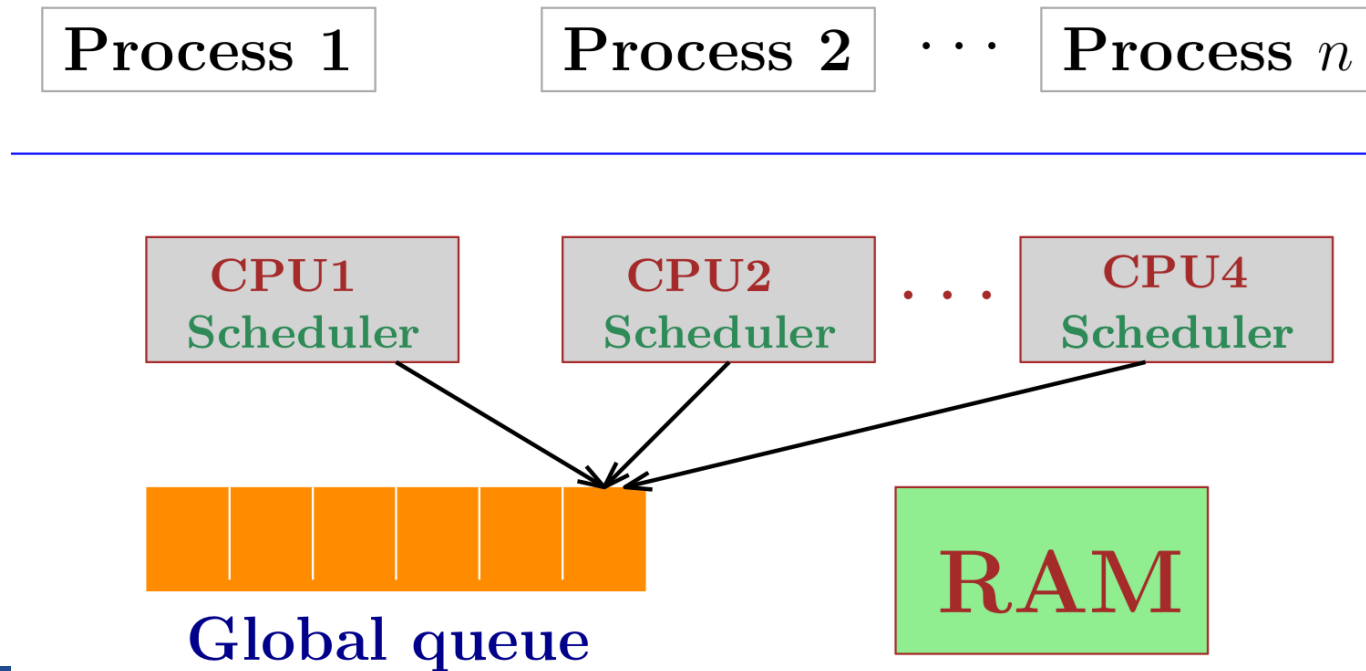 Process 1
Process 2
· · ·
Process n
CPU1
Scheduler
CPU2
Scheduler
· · ·
CPU4
Scheduler
Global queue
RAM